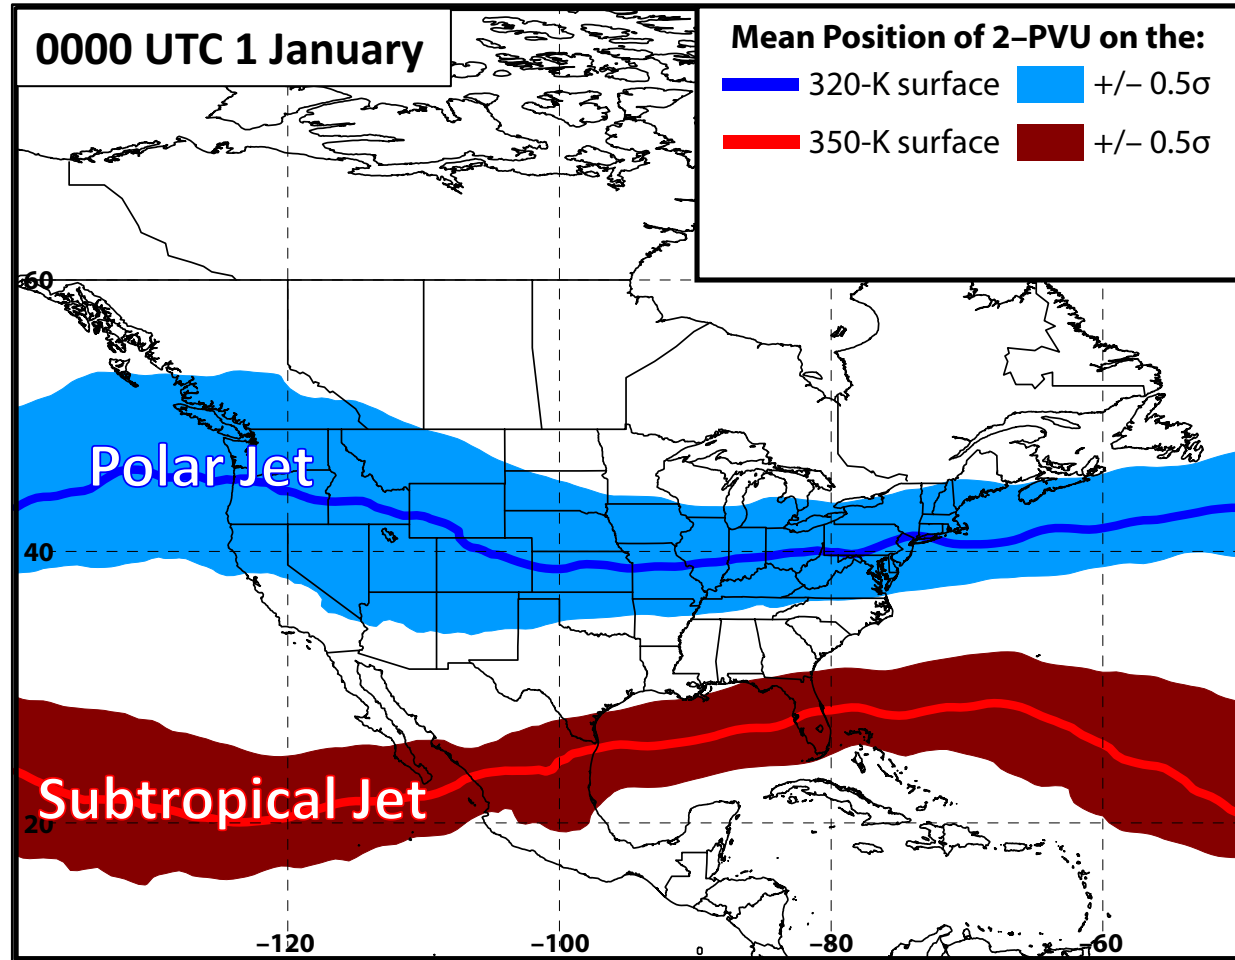 0000 UTC 1 January
Mean Position of 2–PVU on the:
320-K surface +/– 0.5σ
350-K surface +/– 0.5σ
60
Polar Jet
40
Subtropical Jet
20
–120 –100 –80 –60